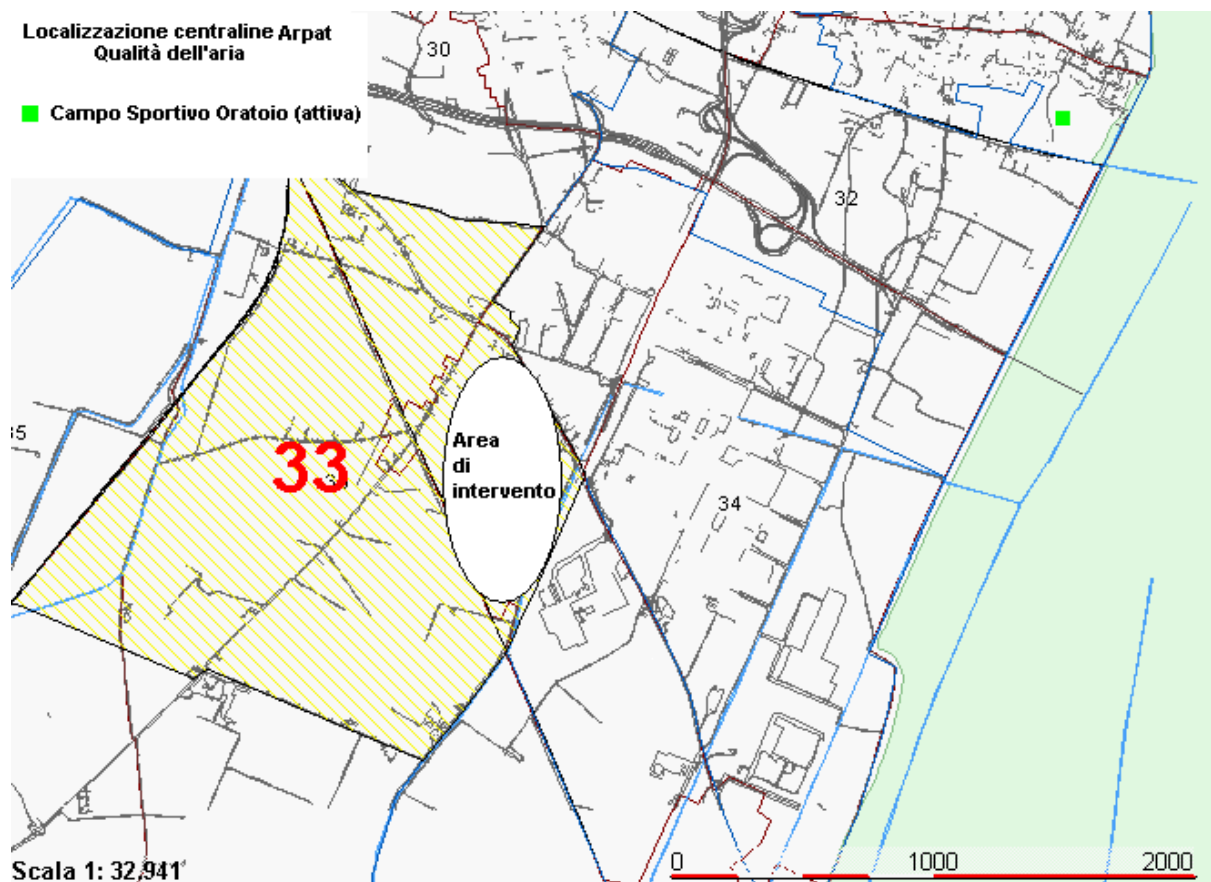 Localizzazione centraline Arpat
Qualità dell'aria
Campo Sportivo Oratoio (attiva)
30
32
35
33
Area
di
intervento
34
Scala 1: 32,941
0 1000 2000